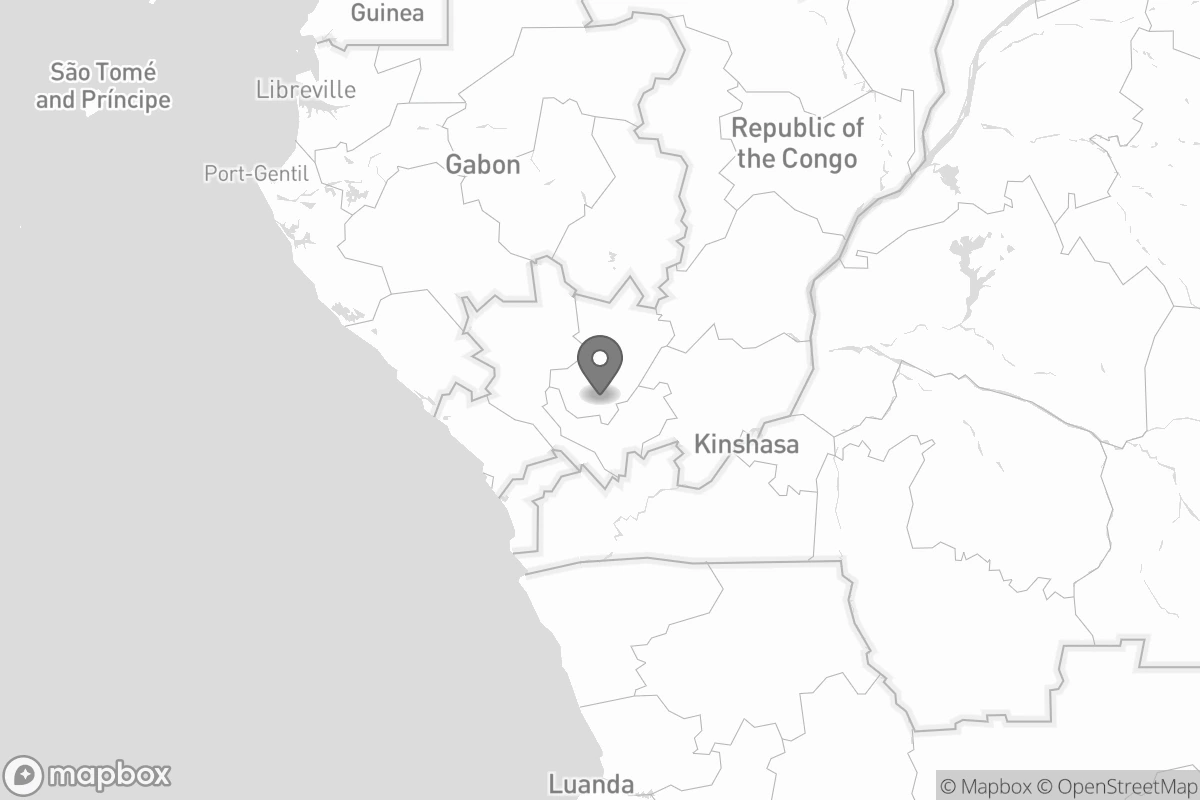 Guinea
São Tomé
and Príncipe
Libreville
Republic of
the Congo
Gabon
Port-Gentil
Kinshasa
Luanda
mapbox
© Mapbox © OpenStreetMap